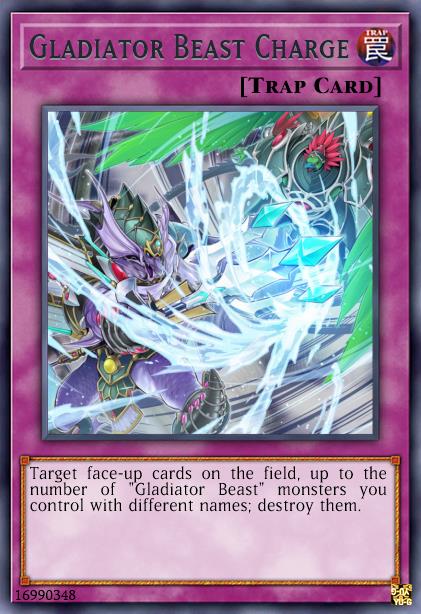 GLADIATOR BEAST CHARGE
TRAP
罠
[TRAP CARD]
Target face-up cards on the field, up to the
number of "Gladiator Beast" monsters you
control with different names; destroy them.
16990348